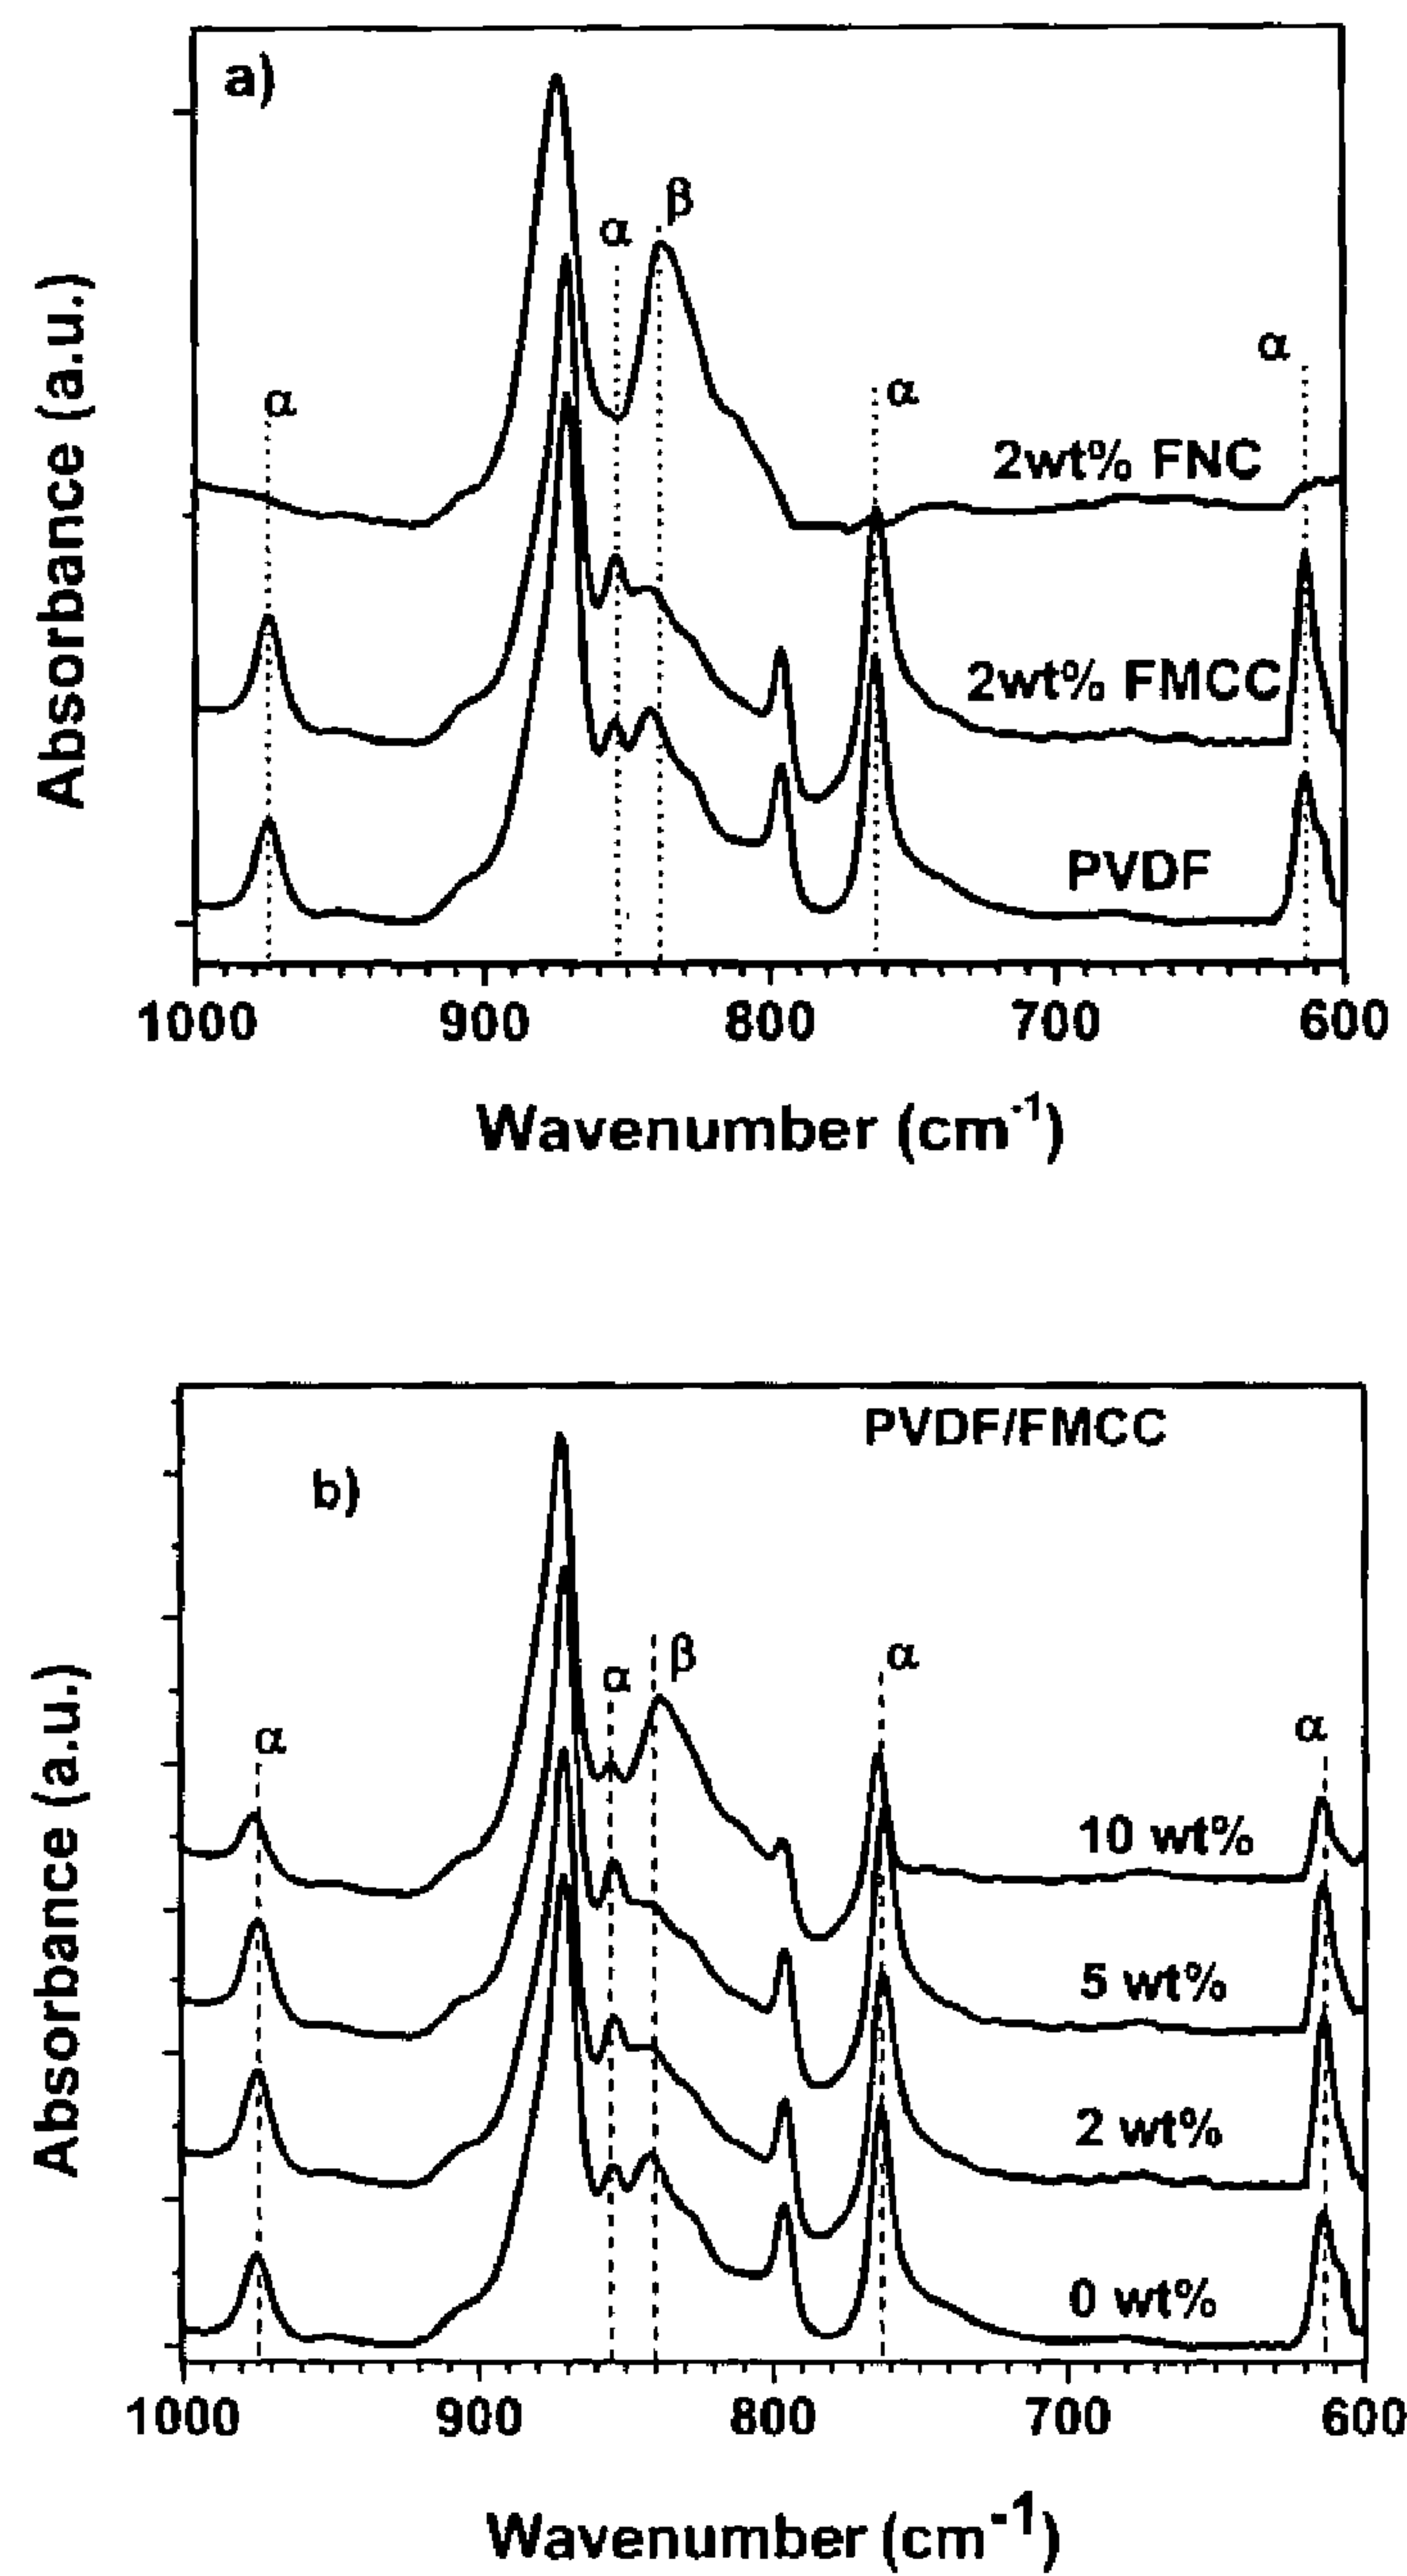 a)
β
α
α
α
α
2wt% FNC
2wt% FMCC
PVDF
Absorbance (a.u.)
1000 900 800 700 600
Wavenumber (cm⁻¹)
PVDF/FMCC
b)
β
α
α
α
α
10 wt%
5 wt%
2 wt%
0 wt%
Absorbance (a.u.)
1000 900 800 700 600
Wavenumber (cm⁻¹)